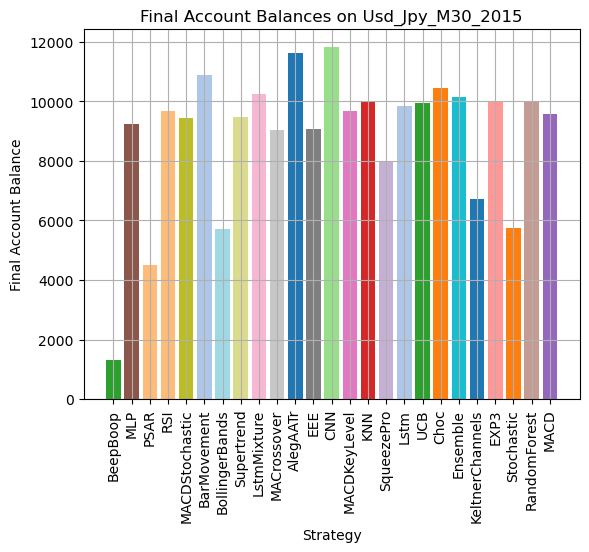 Final Account Balances on Usd_Jpy_M30_2015
Final Account Balance
12000
10000
8000
6000
4000
2000
0
BeepBoop
MLP
PSAR
RSI
MACDStochastic
BarMovement
BollingerBands
Supertrend
LstmMixture
MACrossover
AlegAATr
EEE
CNN
MACDKeyLevel
KNN
SqueezePro
Lstm
UCB
Choc
Ensemble
KeltnerChannels
EXP3
Stochastic
RandomForest
MACD
Strategy